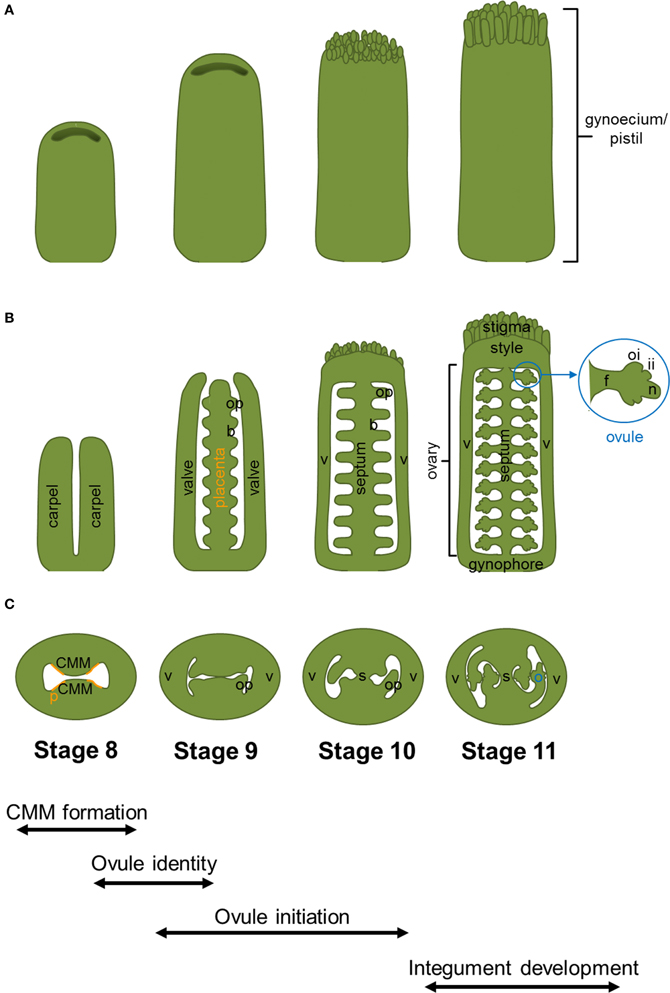 A
gynoecium/
pistil
B
carpel
carpel
valve
placenta
op
b
valve
v
septum
op
b
v
stigma
style
ovary
v
septum
v
gynophore
f
oi
ii
n
ovule
C
CMM
CMM
p
v
op
v
v
s
op
v
v
s
o
v
Stage 8
Stage 9
Stage 10
Stage 11
CMM formation
Ovule identity
Ovule initiation
Integument development